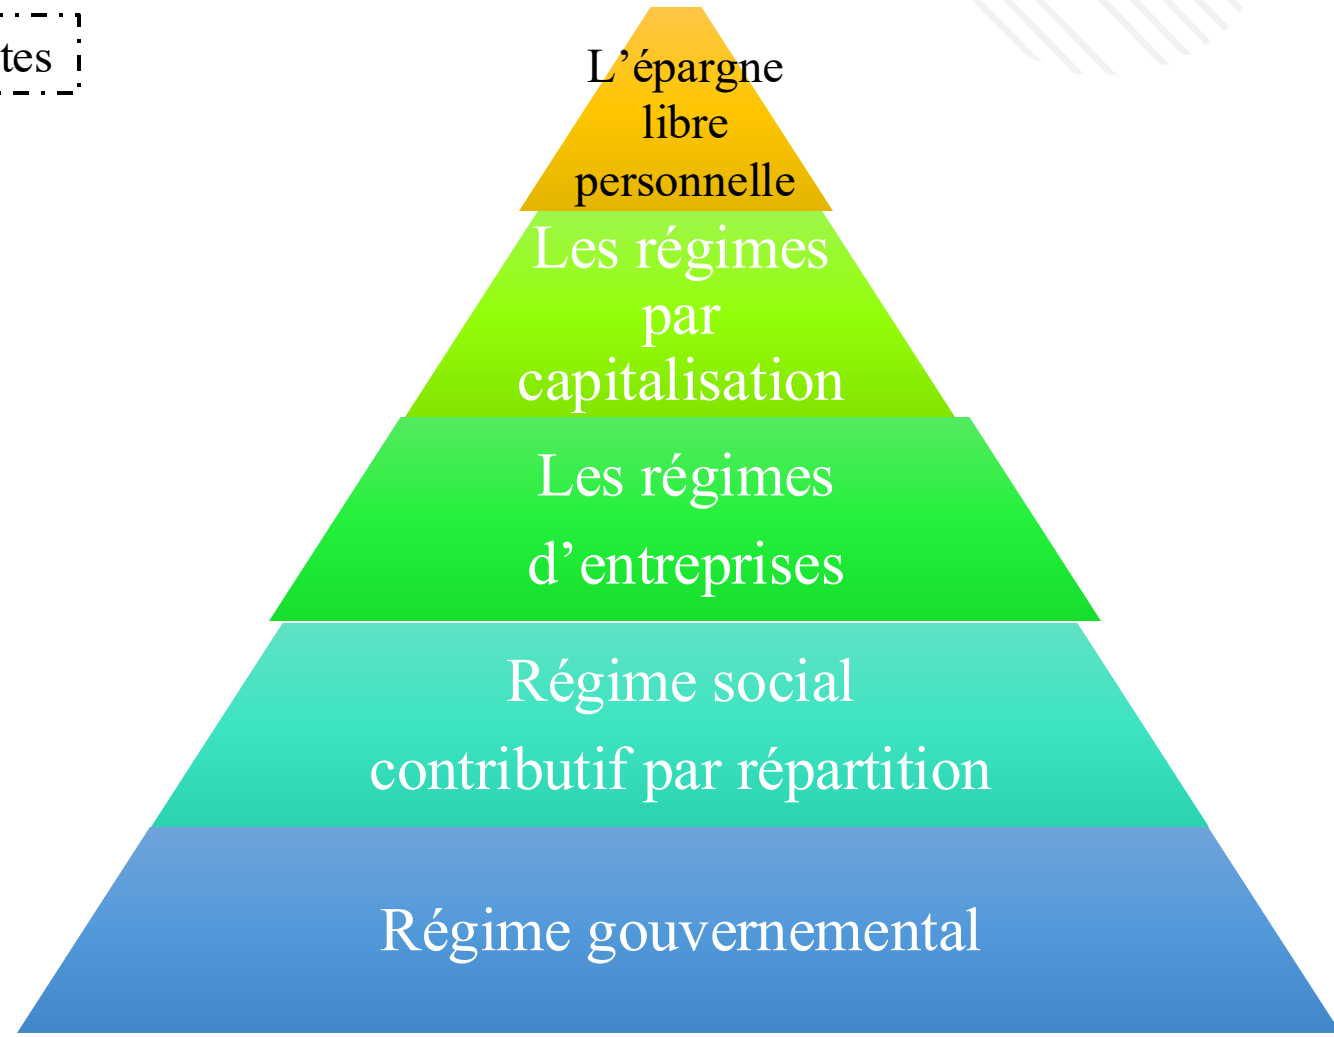 tes
L’épargne
libre
personnelle
Les régimes
par
capitalisation
Les régimes
d’entreprises
Régime social
contributif par répartition
Régime gouvernemental